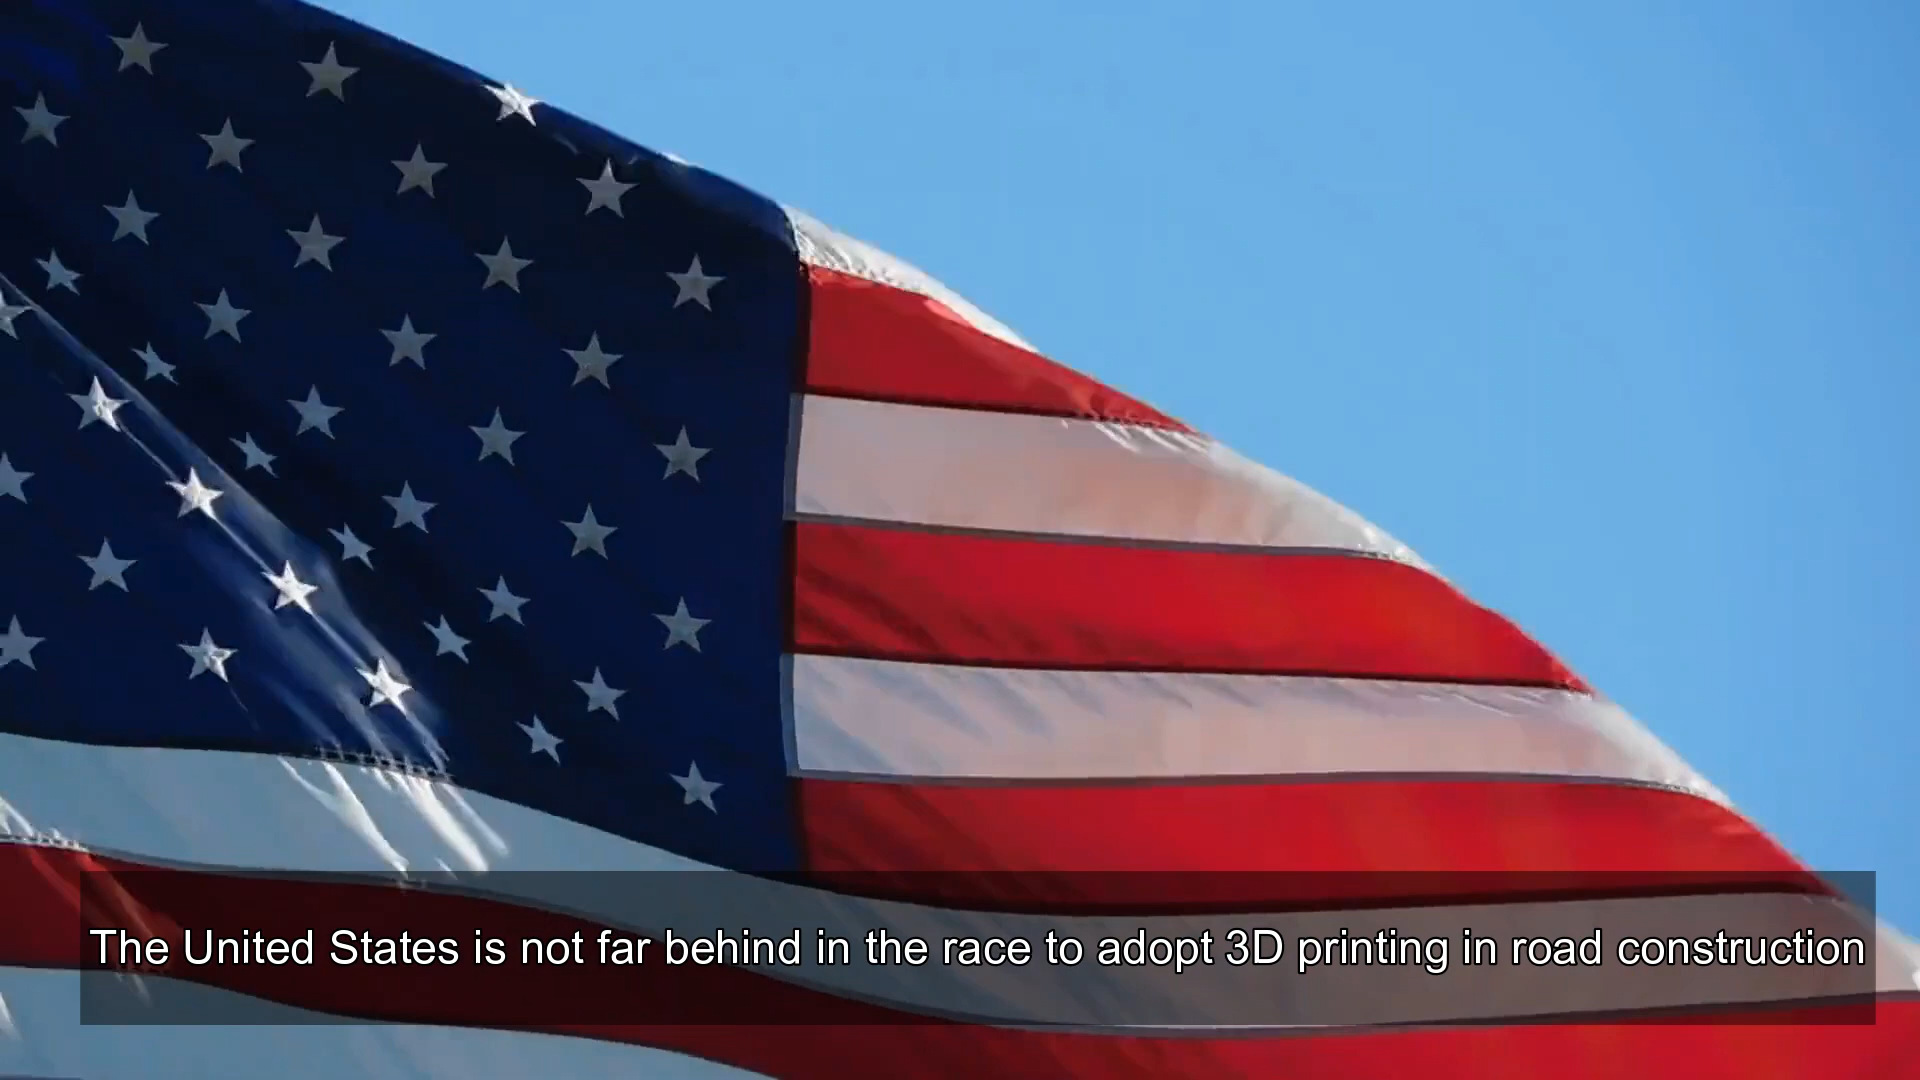 The United States is not far behind in the race to adopt 3D printing in road construction